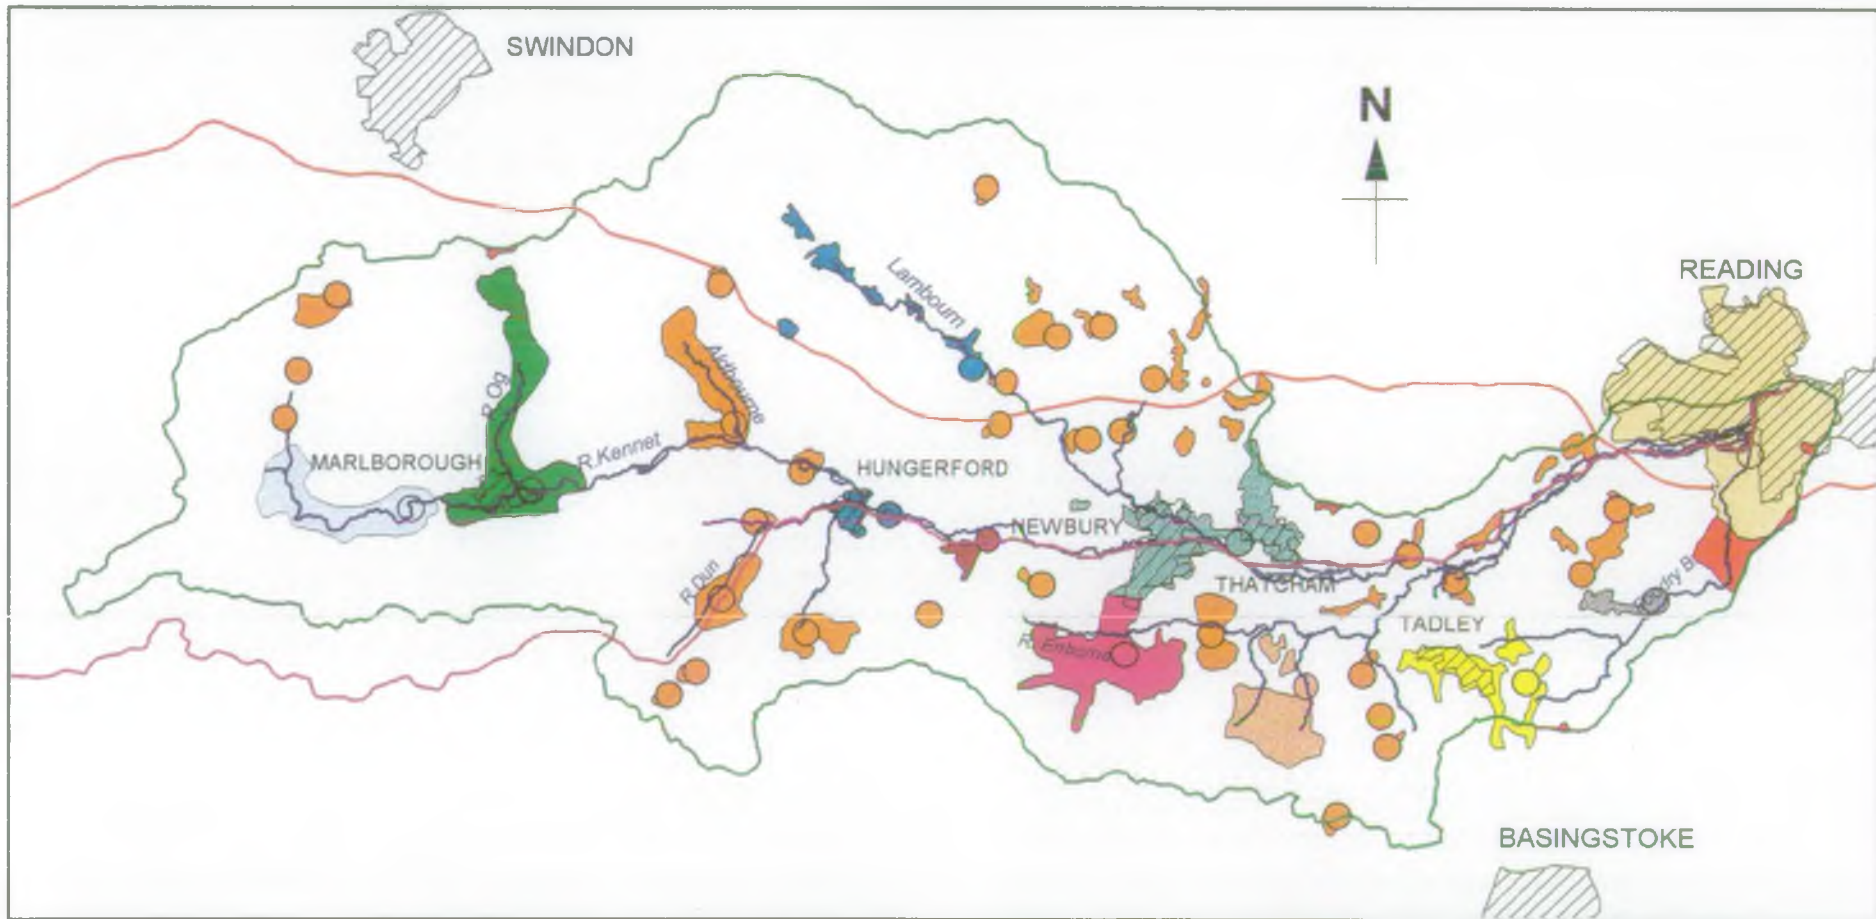 SWINDON
N
READING
Lambourn
Aldbourne
R. Og
MARLBOROUGH
R. Kennet
HUNGERFORD
NEWBURY
R. Dun
THATCHAM
TADLEY
R. Enborne
BASINGSTOKE